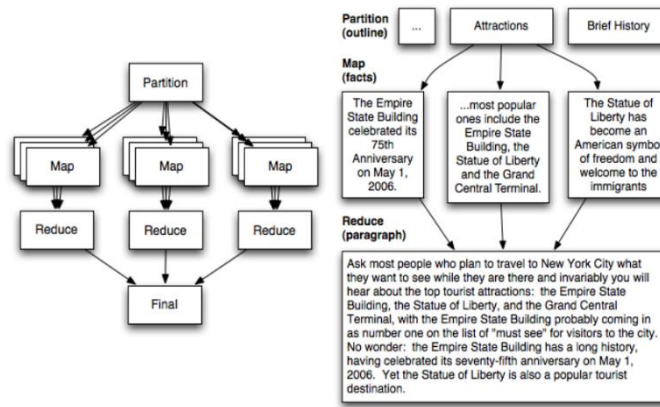 Partition
Map
Map
Map
Reduce
Reduce
Reduce
Final
Partition
(outline)
...
Attractions
Brief History
Map
(facts)
The Empire
State Building
celebrated its
75th
Anniversary
on May 1,
2006.
...most popular
ones include the
Empire State
Building, the
Statue of Liberty
and the Grand
Central Terminal.
The Statue of
Liberty has
become an
American symbol
of freedom and
welcome to the
immigrants
Reduce
(paragraph)
Ask most people who plan to travel to New York City what
they want to see while they are there and invariably you will
hear about the top tourist attractions: the Empire State
Building, the Statue of Liberty, and the Grand Central
Terminal, with the Empire State Building probably coming in
as number one on the list of "must see" for visitors to the city.
No wonder: the Empire State Building has a long history,
having celebrated its seventy-fifth anniversary on May 1,
2006. Yet the Statue of Liberty is also a popular tourist
destination.